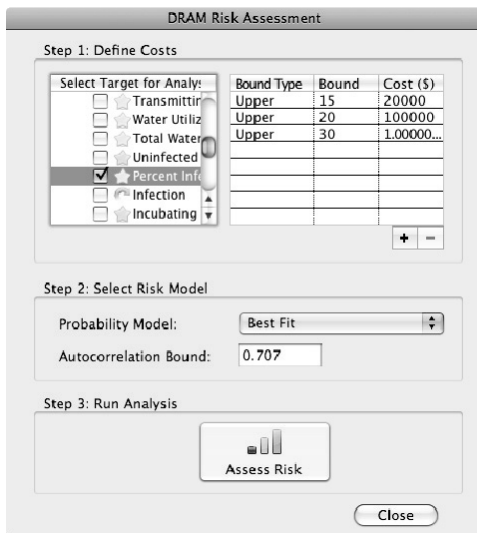 DRAM Risk Assessment
Step 1: Define Costs
Select Target for Analy
Transmittin
Water Utiliz
Total Water
Uninfected
Percent Infe
Infection
Incubating
Bound Type Bound Cost ($)
Upper 15 20000
Upper 20 100000
Upper 30 1.00000...
+ −
Step 2: Select Risk Model
Probability Model: Best Fit
Autocorrelation Bound: 0.707
Step 3: Run Analysis
Assess Risk
Close